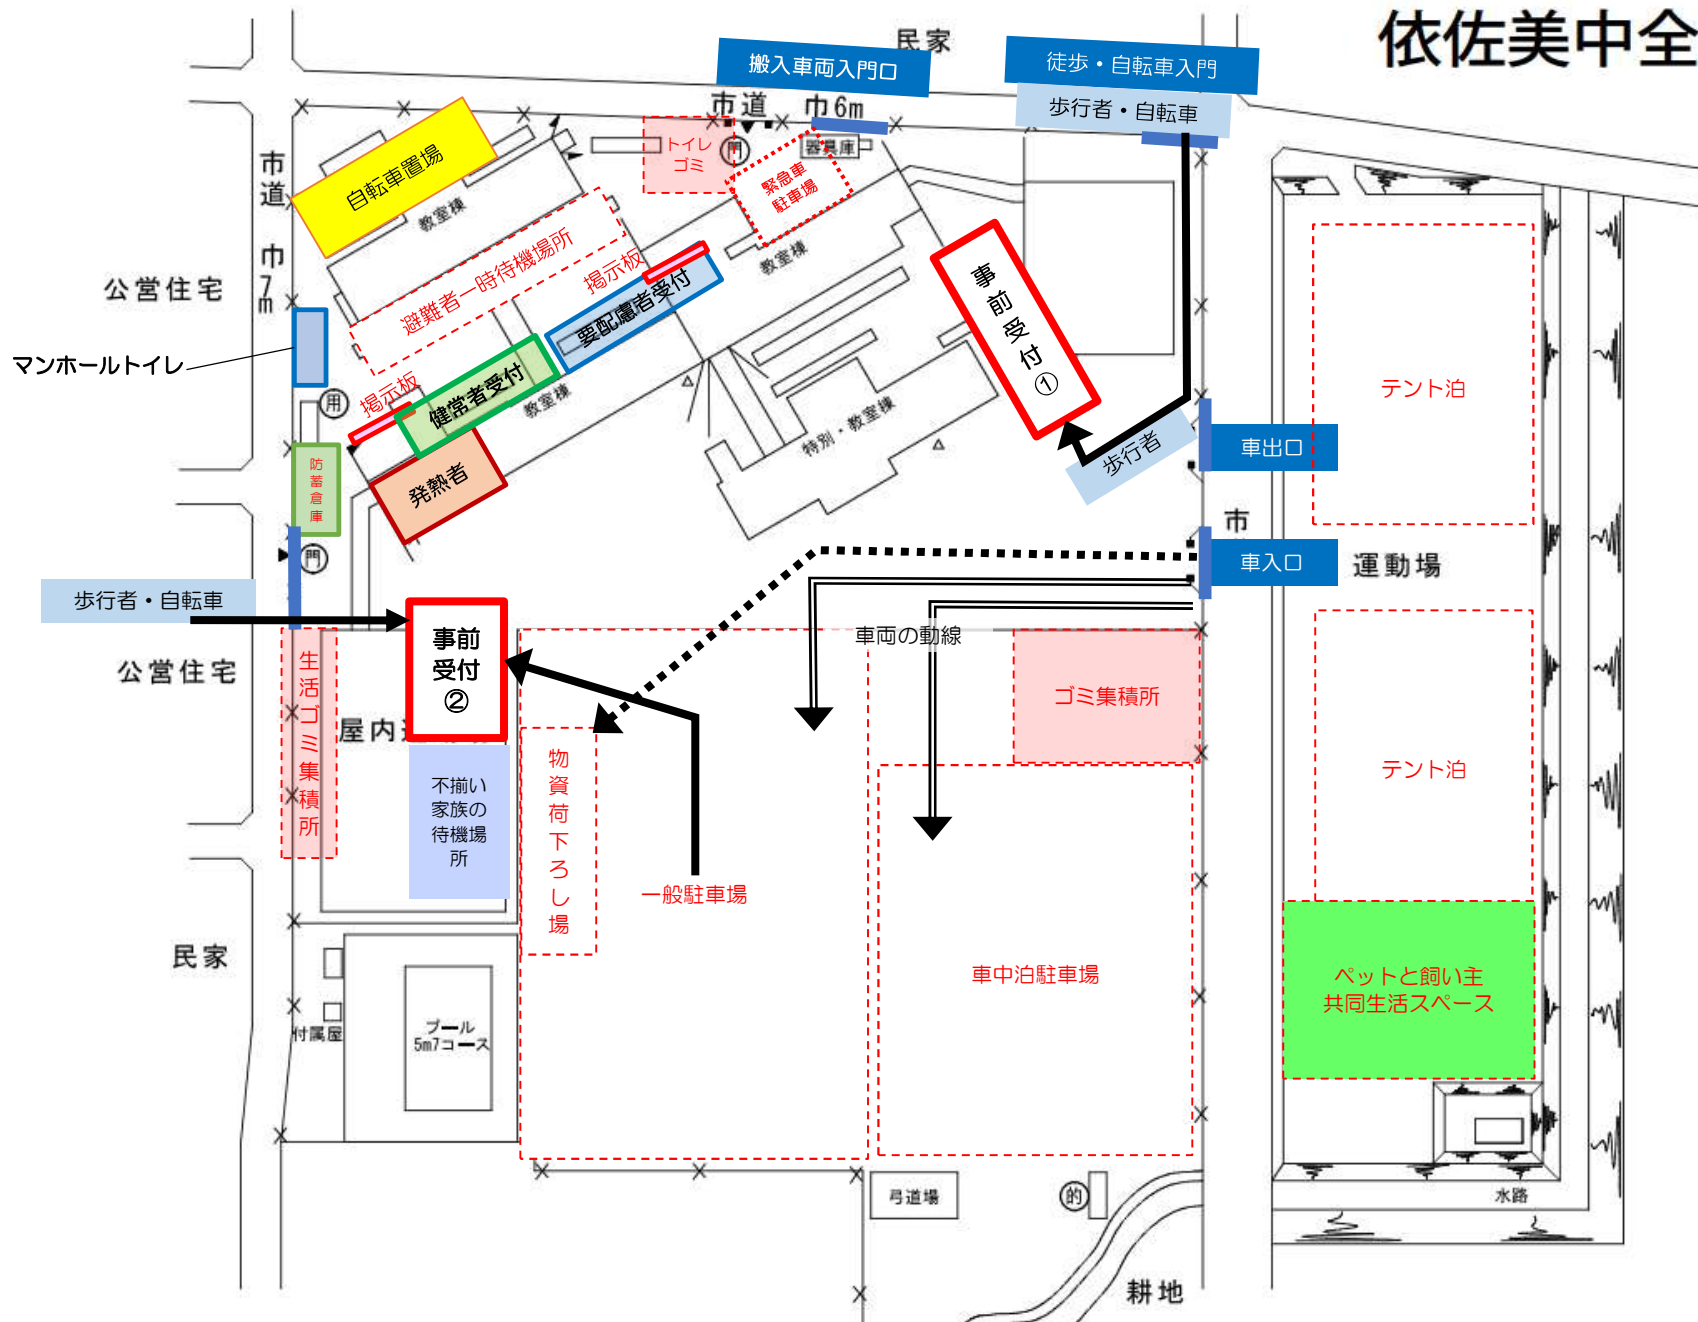 依佐美中全
民家
搬入車両入門口
徒歩・自転車入門
歩行者・自転車
市道 巾6m
市道 巾7m
自転車置場
トイレ
ゴミ
門
器具庫
緊急車
駐車場
教室棟
避難者一時待機場所
掲示板
要配慮者受付
教室棟
事前受付①
公営住宅
マンホールトイレ
用
掲示板
健常者受付
教室棟
特別・教室棟
発熱者
防蓄倉庫
門
歩行者
車出口
テント泊
市
車入口
運動場
歩行者・自転車
事前
受付
②
車両の動線
公営住宅
生活ゴミ集積所
屋内
ゴミ集積所
テント泊
不揃い
家族の
待機場
所
物資荷下ろし場
一般駐車場
民家
車中泊駐車場
ペットと飼い主
共同生活スペース
付属屋
プール
5m7コース
弓道場
的
水路
耕地